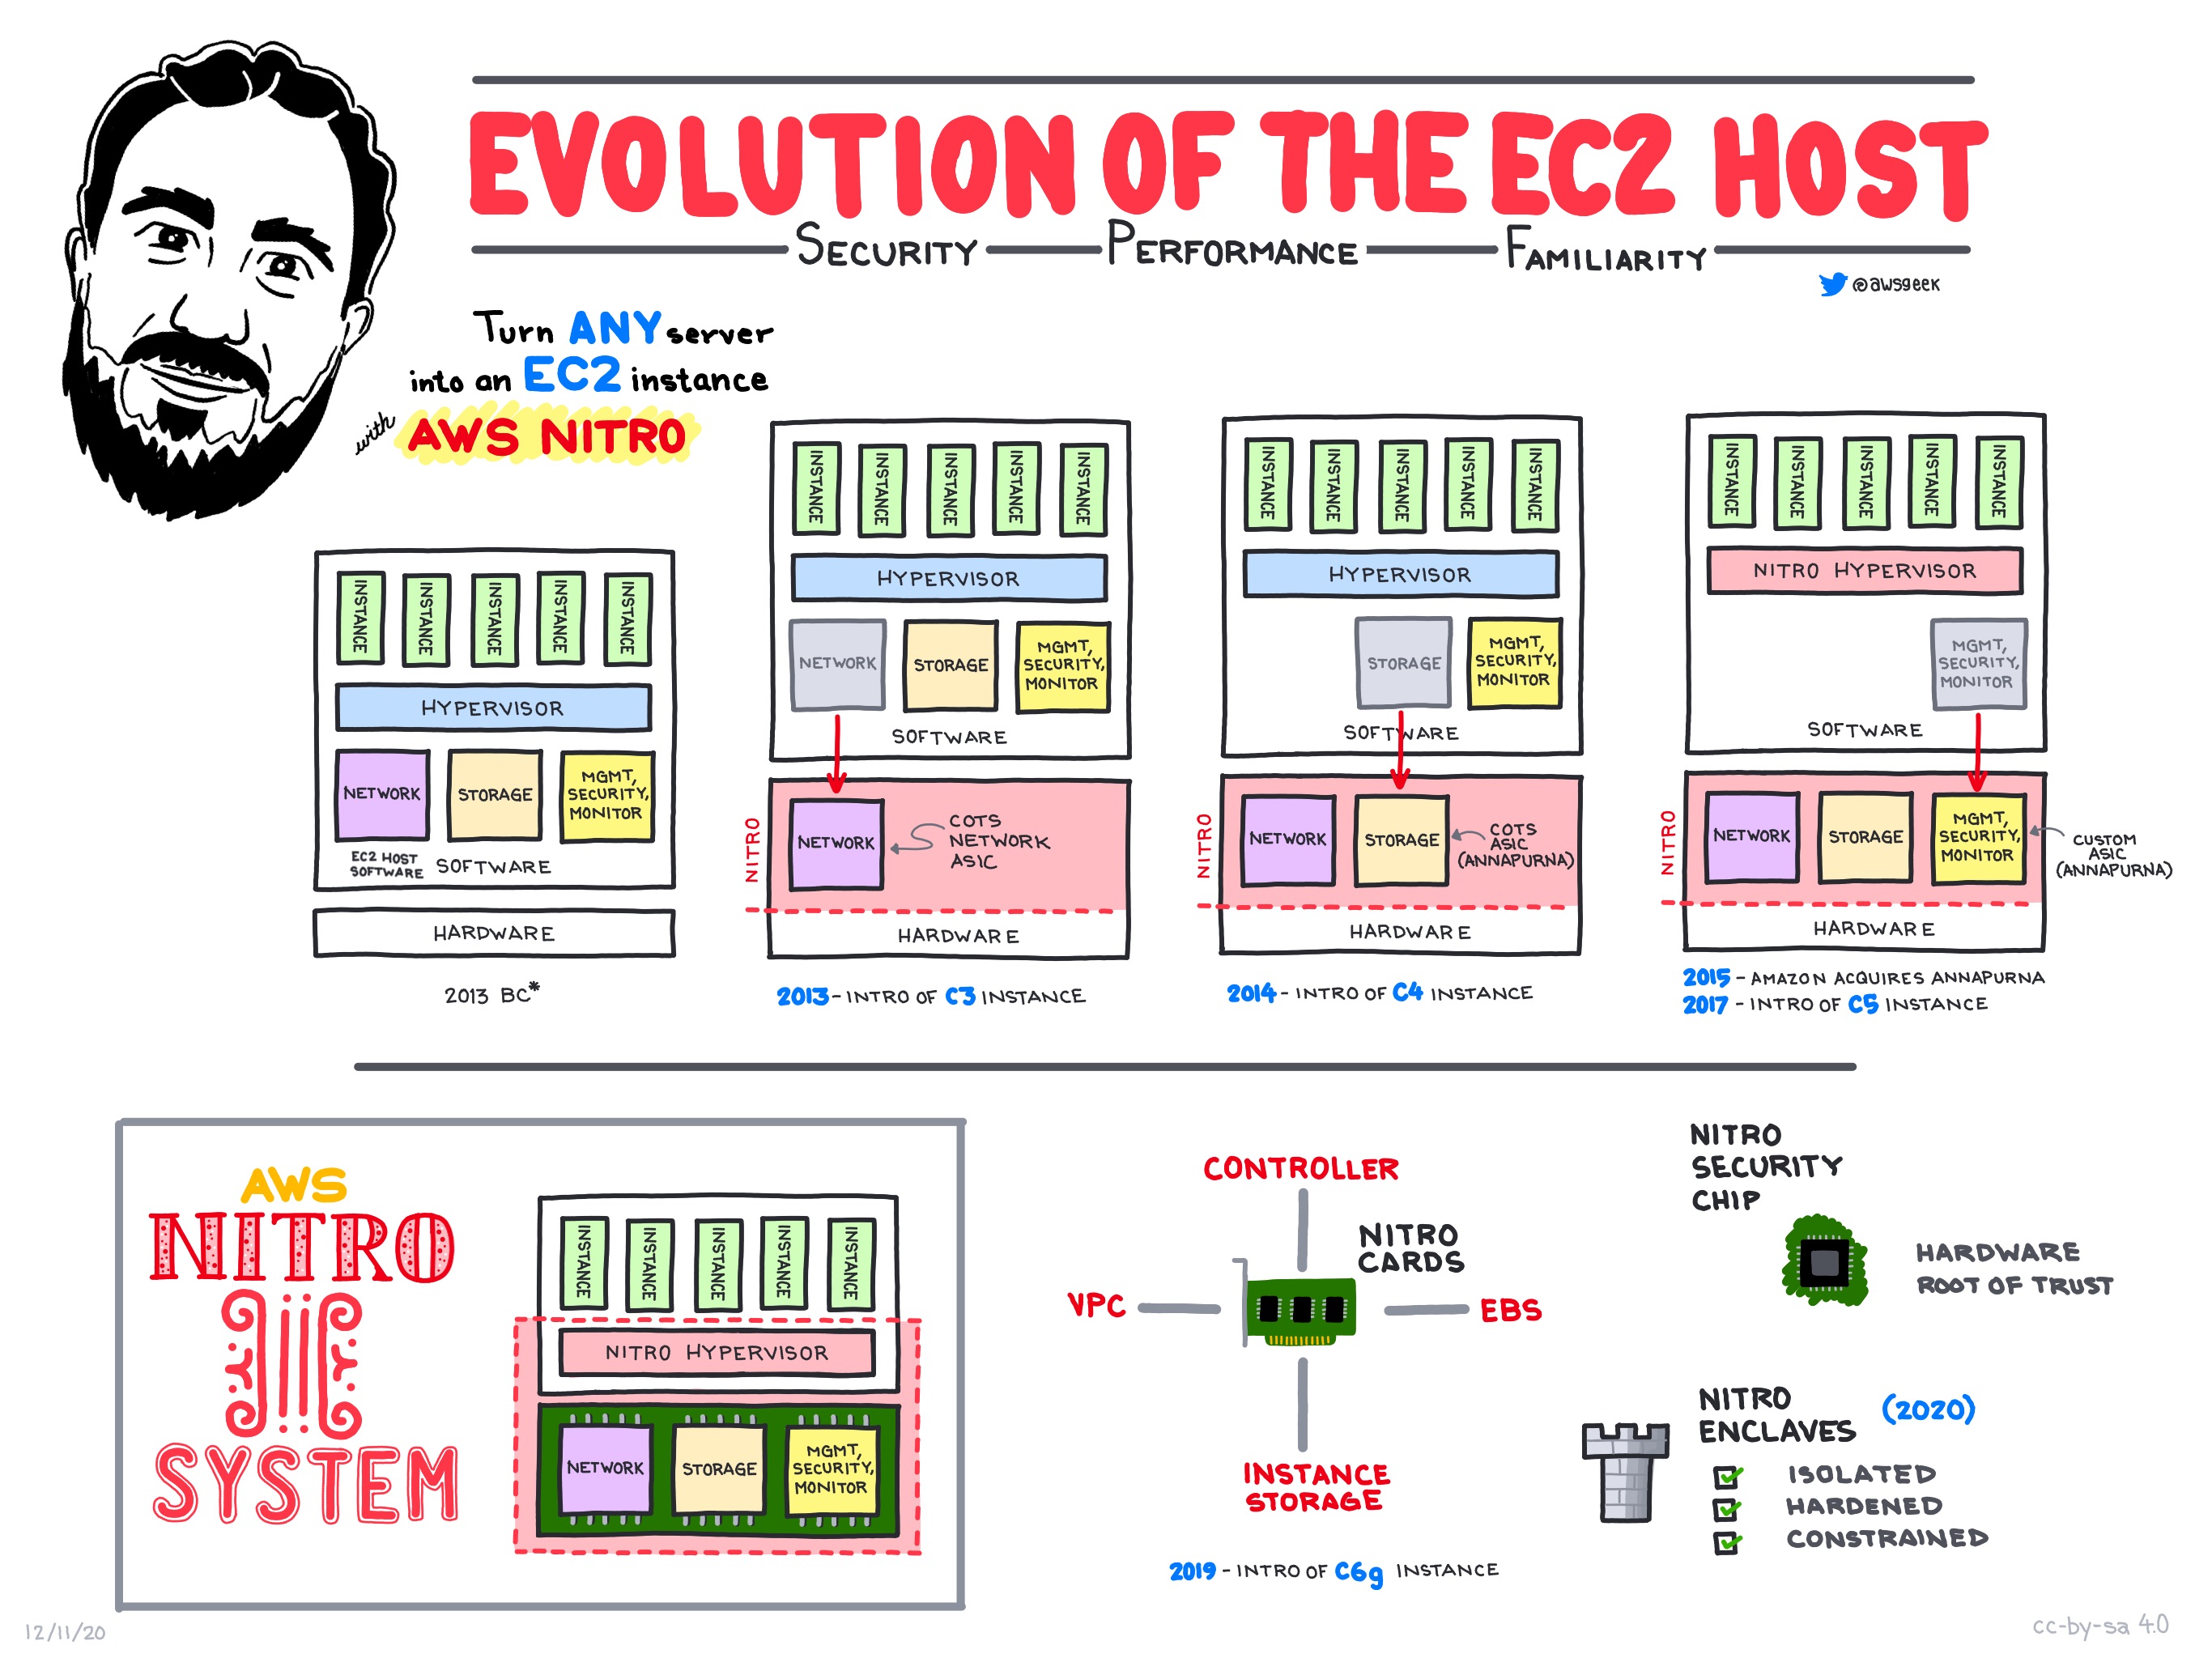 EVOLUTION OF THE EC2 HOST
SECURITY PERFORMANCE FAMILIARITY
@awsgeek
Turn ANY server
into an EC2 instance
with AWS NITRO
INSTANCE INSTANCE INSTANCE INSTANCE INSTANCE
HYPERVISOR
NETWORK
STORAGE
MGMT,
SECURITY,
MONITOR
EC2 HOST
SOFTWARE
SOFTWARE
HARDWARE
2013 BC*
INSTANCE INSTANCE INSTANCE INSTANCE INSTANCE
HYPERVISOR
NETWORK
STORAGE
MGMT,
SECURITY,
MONITOR
SOFTWARE
NITRO
NETWORK
COTS
NETWORK
ASIC
HARDWARE
2013 - INTRO OF C3 INSTANCE
INSTANCE INSTANCE INSTANCE INSTANCE INSTANCE
HYPERVISOR
STORAGE
MGMT,
SECURITY,
MONITOR
SOFTWARE
NITRO
NETWORK
STORAGE
COTS
ASIC
(ANNAPURNA)
HARDWARE
2014 - INTRO OF C4 INSTANCE
INSTANCE INSTANCE INSTANCE INSTANCE INSTANCE
NITRO HYPERVISOR
MGMT,
SECURITY,
MONITOR
SOFTWARE
NITRO
NETWORK
STORAGE
MGMT,
SECURITY,
MONITOR
CUSTOM
ASIC
(ANNAPURNA)
HARDWARE
2015 - AMAZON ACQUIRES ANNAPURNA
2017 - INTRO OF C5 INSTANCE
AWS
NITRO
SYSTEM
INSTANCE INSTANCE INSTANCE INSTANCE INSTANCE
NITRO HYPERVISOR
NETWORK
STORAGE
MGMT,
SECURITY,
MONITOR
CONTROLLER
NITRO
CARDS
VPC
EBS
INSTANCE
STORAGE
2019 - INTRO OF C6g INSTANCE
NITRO
SECURITY
CHIP
HARDWARE
ROOT OF TRUST
NITRO
ENCLAVES (2020)
ISOLATED
HARDENED
CONSTRAINED
12/11/20
cc-by-sa 4.0